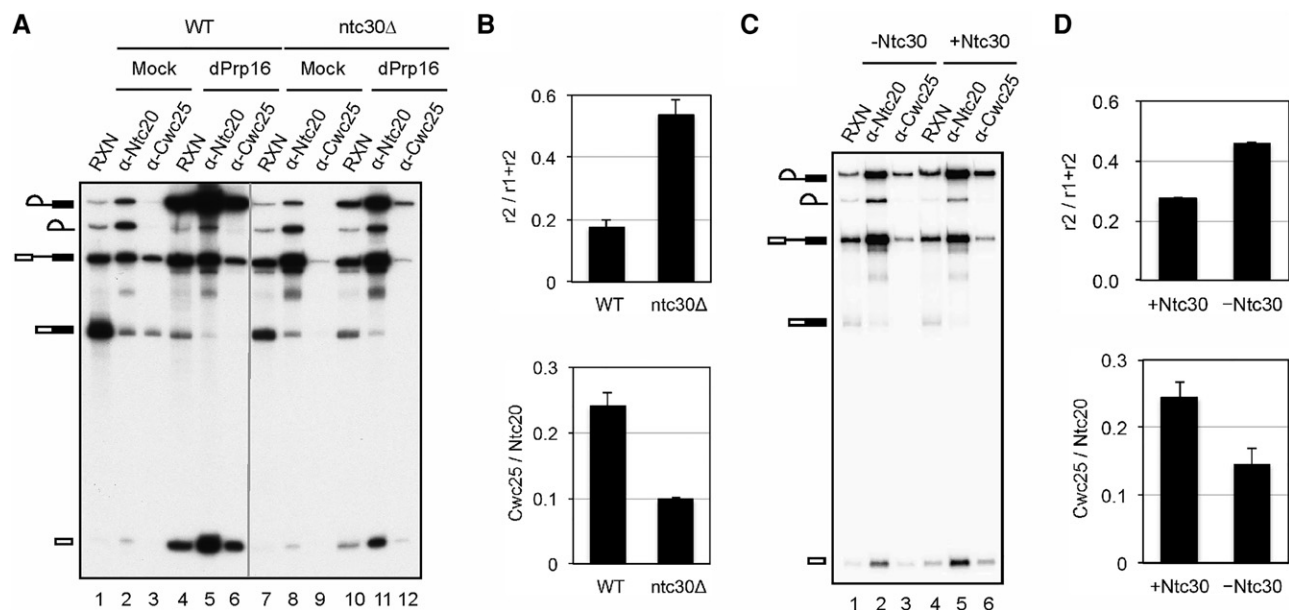 A
WT
ntc30Δ
Mock
dPrp16
Mock
dPrp16
RXN
α-Ntc20
α-Cwc25
RXN
α-Ntc20
α-Cwc25
RXN
α-Ntc20
α-Cwc25
RXN
α-Ntc20
α-Cwc25
1 2 3 4 5 6 7 8 9 10 11 12
B
r2 / r1+r2
0.6
0.4
0.2
0
WT ntc30Δ
Cwc25 / Ntc20
0.3
0.2
0.1
0
WT ntc30Δ
C
-Ntc30 +Ntc30
RXN
α-Ntc20
α-Cwc25
RXN
α-Ntc20
α-Cwc25
1 2 3 4 5 6
D
r2 / r1+r2
0.6
0.4
0.2
0.0
+Ntc30 −Ntc30
Cwc25 / Ntc20
0.3
0.2
0.1
0
+Ntc30 −Ntc30